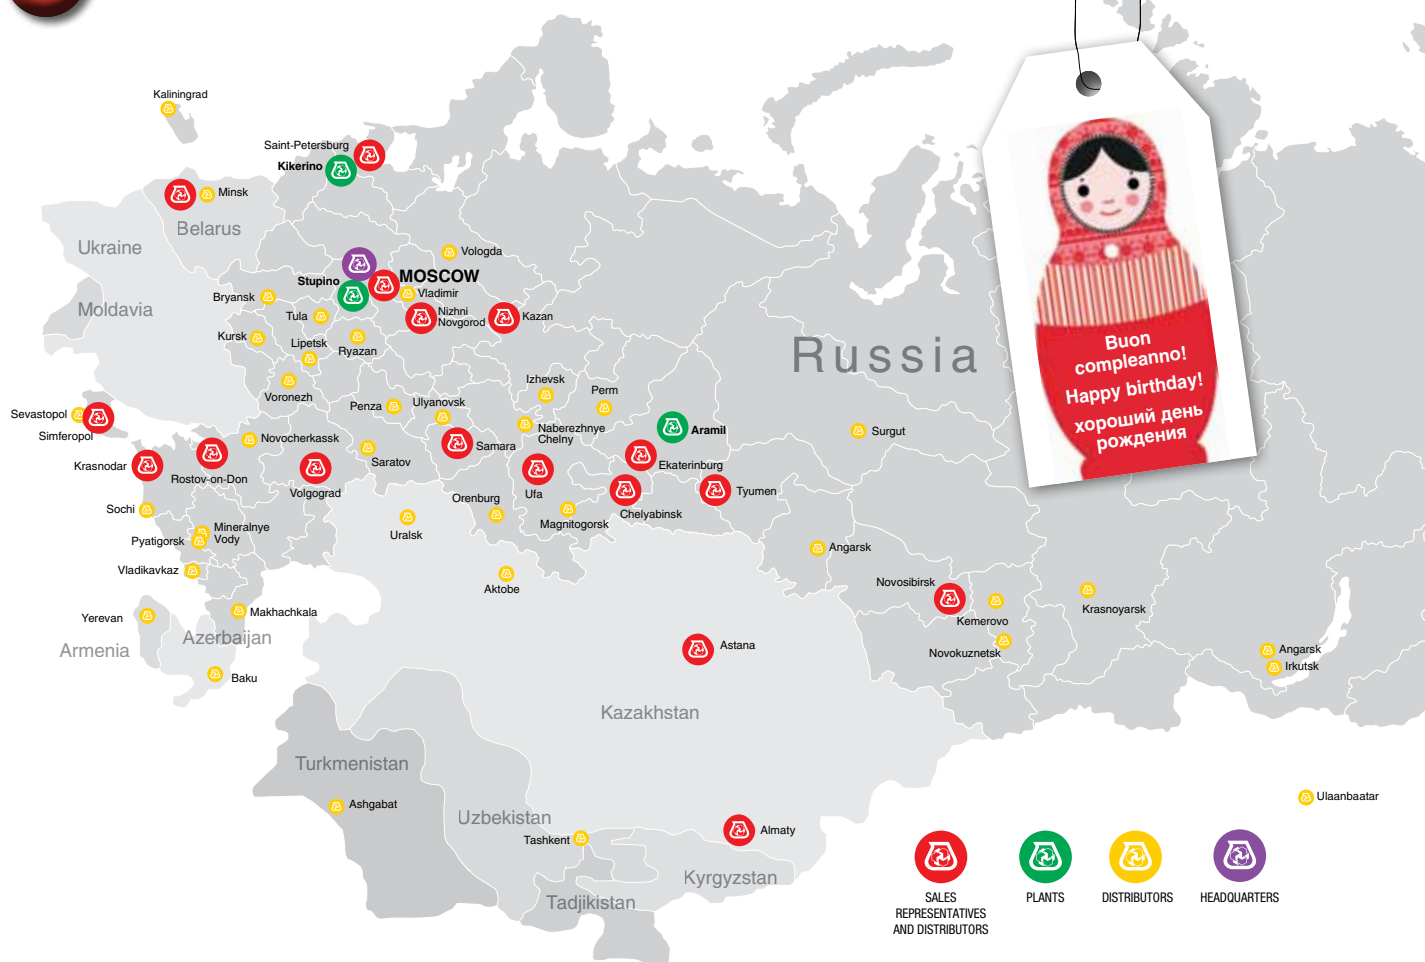 Kaliningrad
Saint-Petersburg
Kikerino
Minsk
Belarus
Ukraine
Vologda
MOSCOW
Stupino
Vladimir
Bryansk
Moldavia
Tula
Nizhni
Novgorod
Kazan
Kursk
Lipetsk
Ryazan
Russia
Buon
compleanno!
Happy birthday!
хороший день
рождения
Izhevsk
Perm
Voronezh
Penza
Ulyanovsk
Sevastopol
Simferopol
Naberezhnye
Chelny
Aramil
Surgut
Novocherkassk
Samara
Krasnodar
Rostov-on-Don
Saratov
Ekaterinburg
Volgograd
Orenburg
Ufa
Tyumen
Chelyabinsk
Sochi
Magnitogorsk
Mineralnye
Vody
Pyatigorsk
Uralsk
Angarsk
Vladikavkaz
Aktobe
Novosibirsk
Yerevan
Makhachkala
Kemerovo
Krasnoyarsk
Azerbaijan
Armenia
Astana
Novokuznetsk
Angarsk
Irkutsk
Baku
Kazakhstan
Turkmenistan
Ashgabat
Ulaanbaatar
Uzbekistan
Tashkent
Almaty
Kyrgyzstan
Tadjikistan
SALES
REPRESENTATIVES
AND DISTRIBUTORS
PLANTS
DISTRIBUTORS
HEADQUARTERS